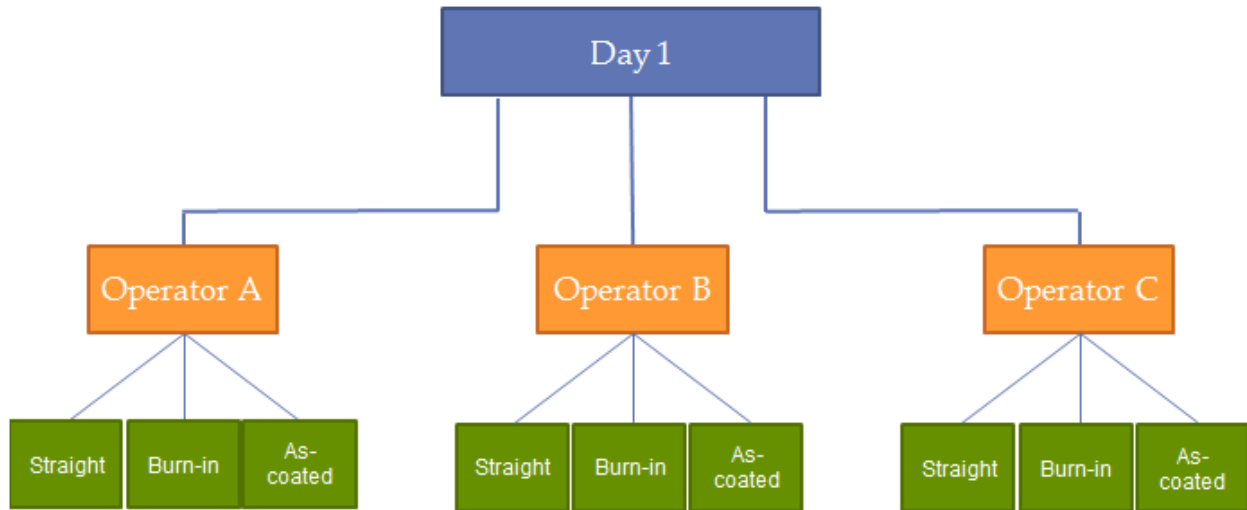 Day 1
Operator A
Operator B
Operator C
Straight
Burn-in
As-
coated
Straight
Burn-in
As-
coated
Straight
Burn-in
As-
coated